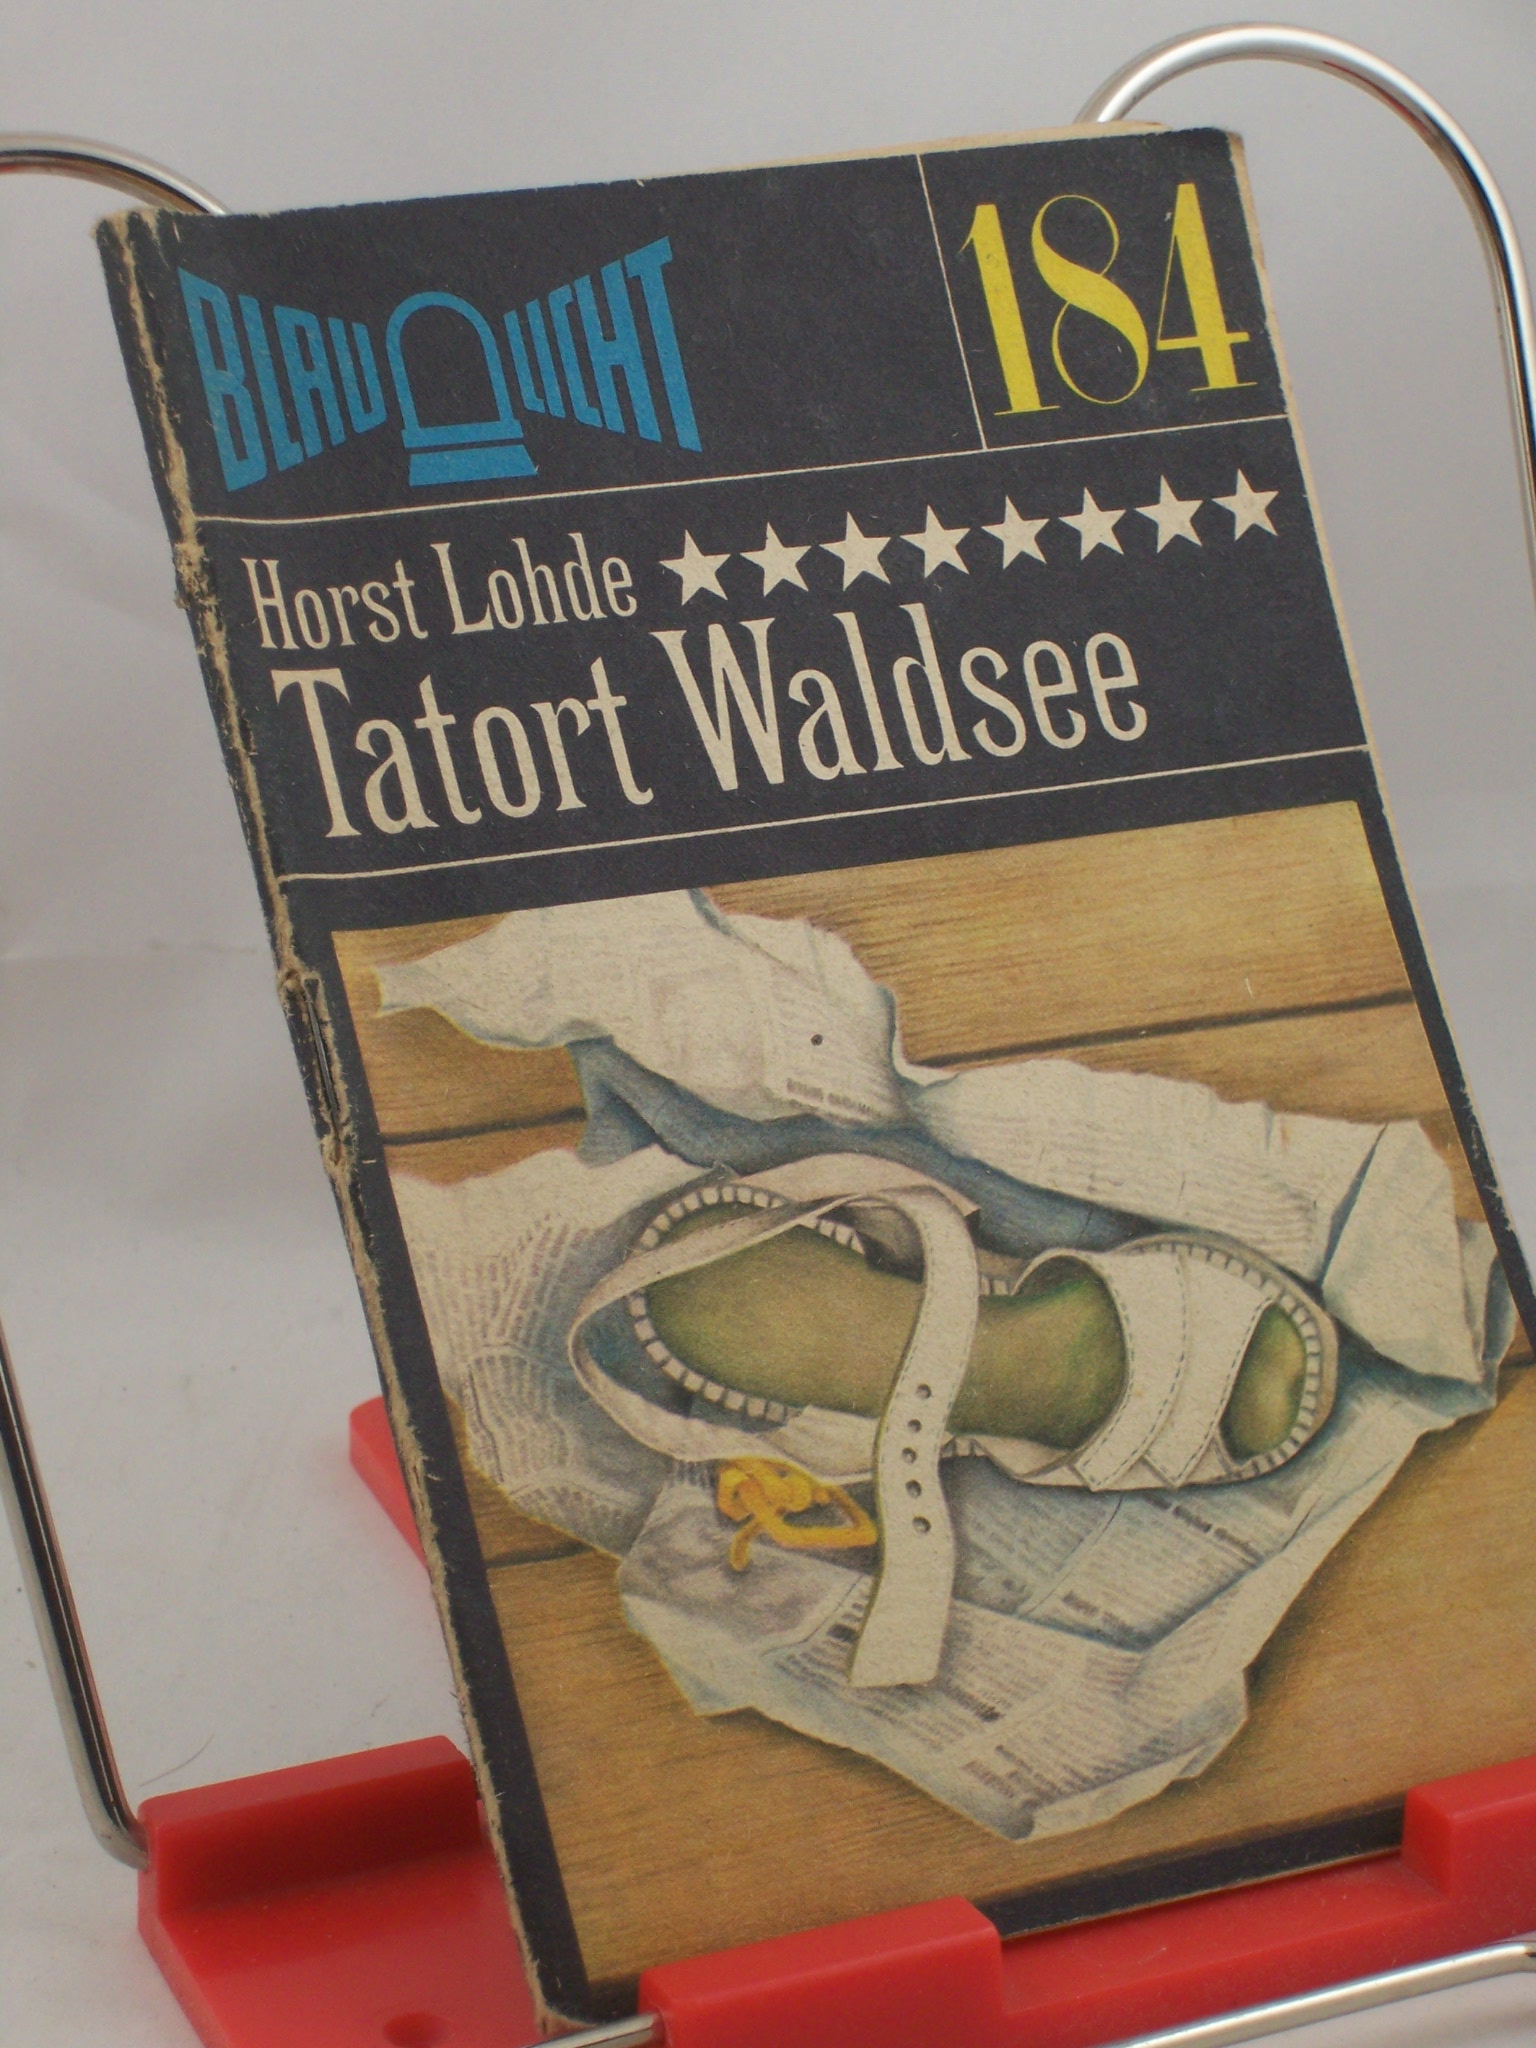 BLAULICHT
184
Horst Lohde
Tatort Waldsee